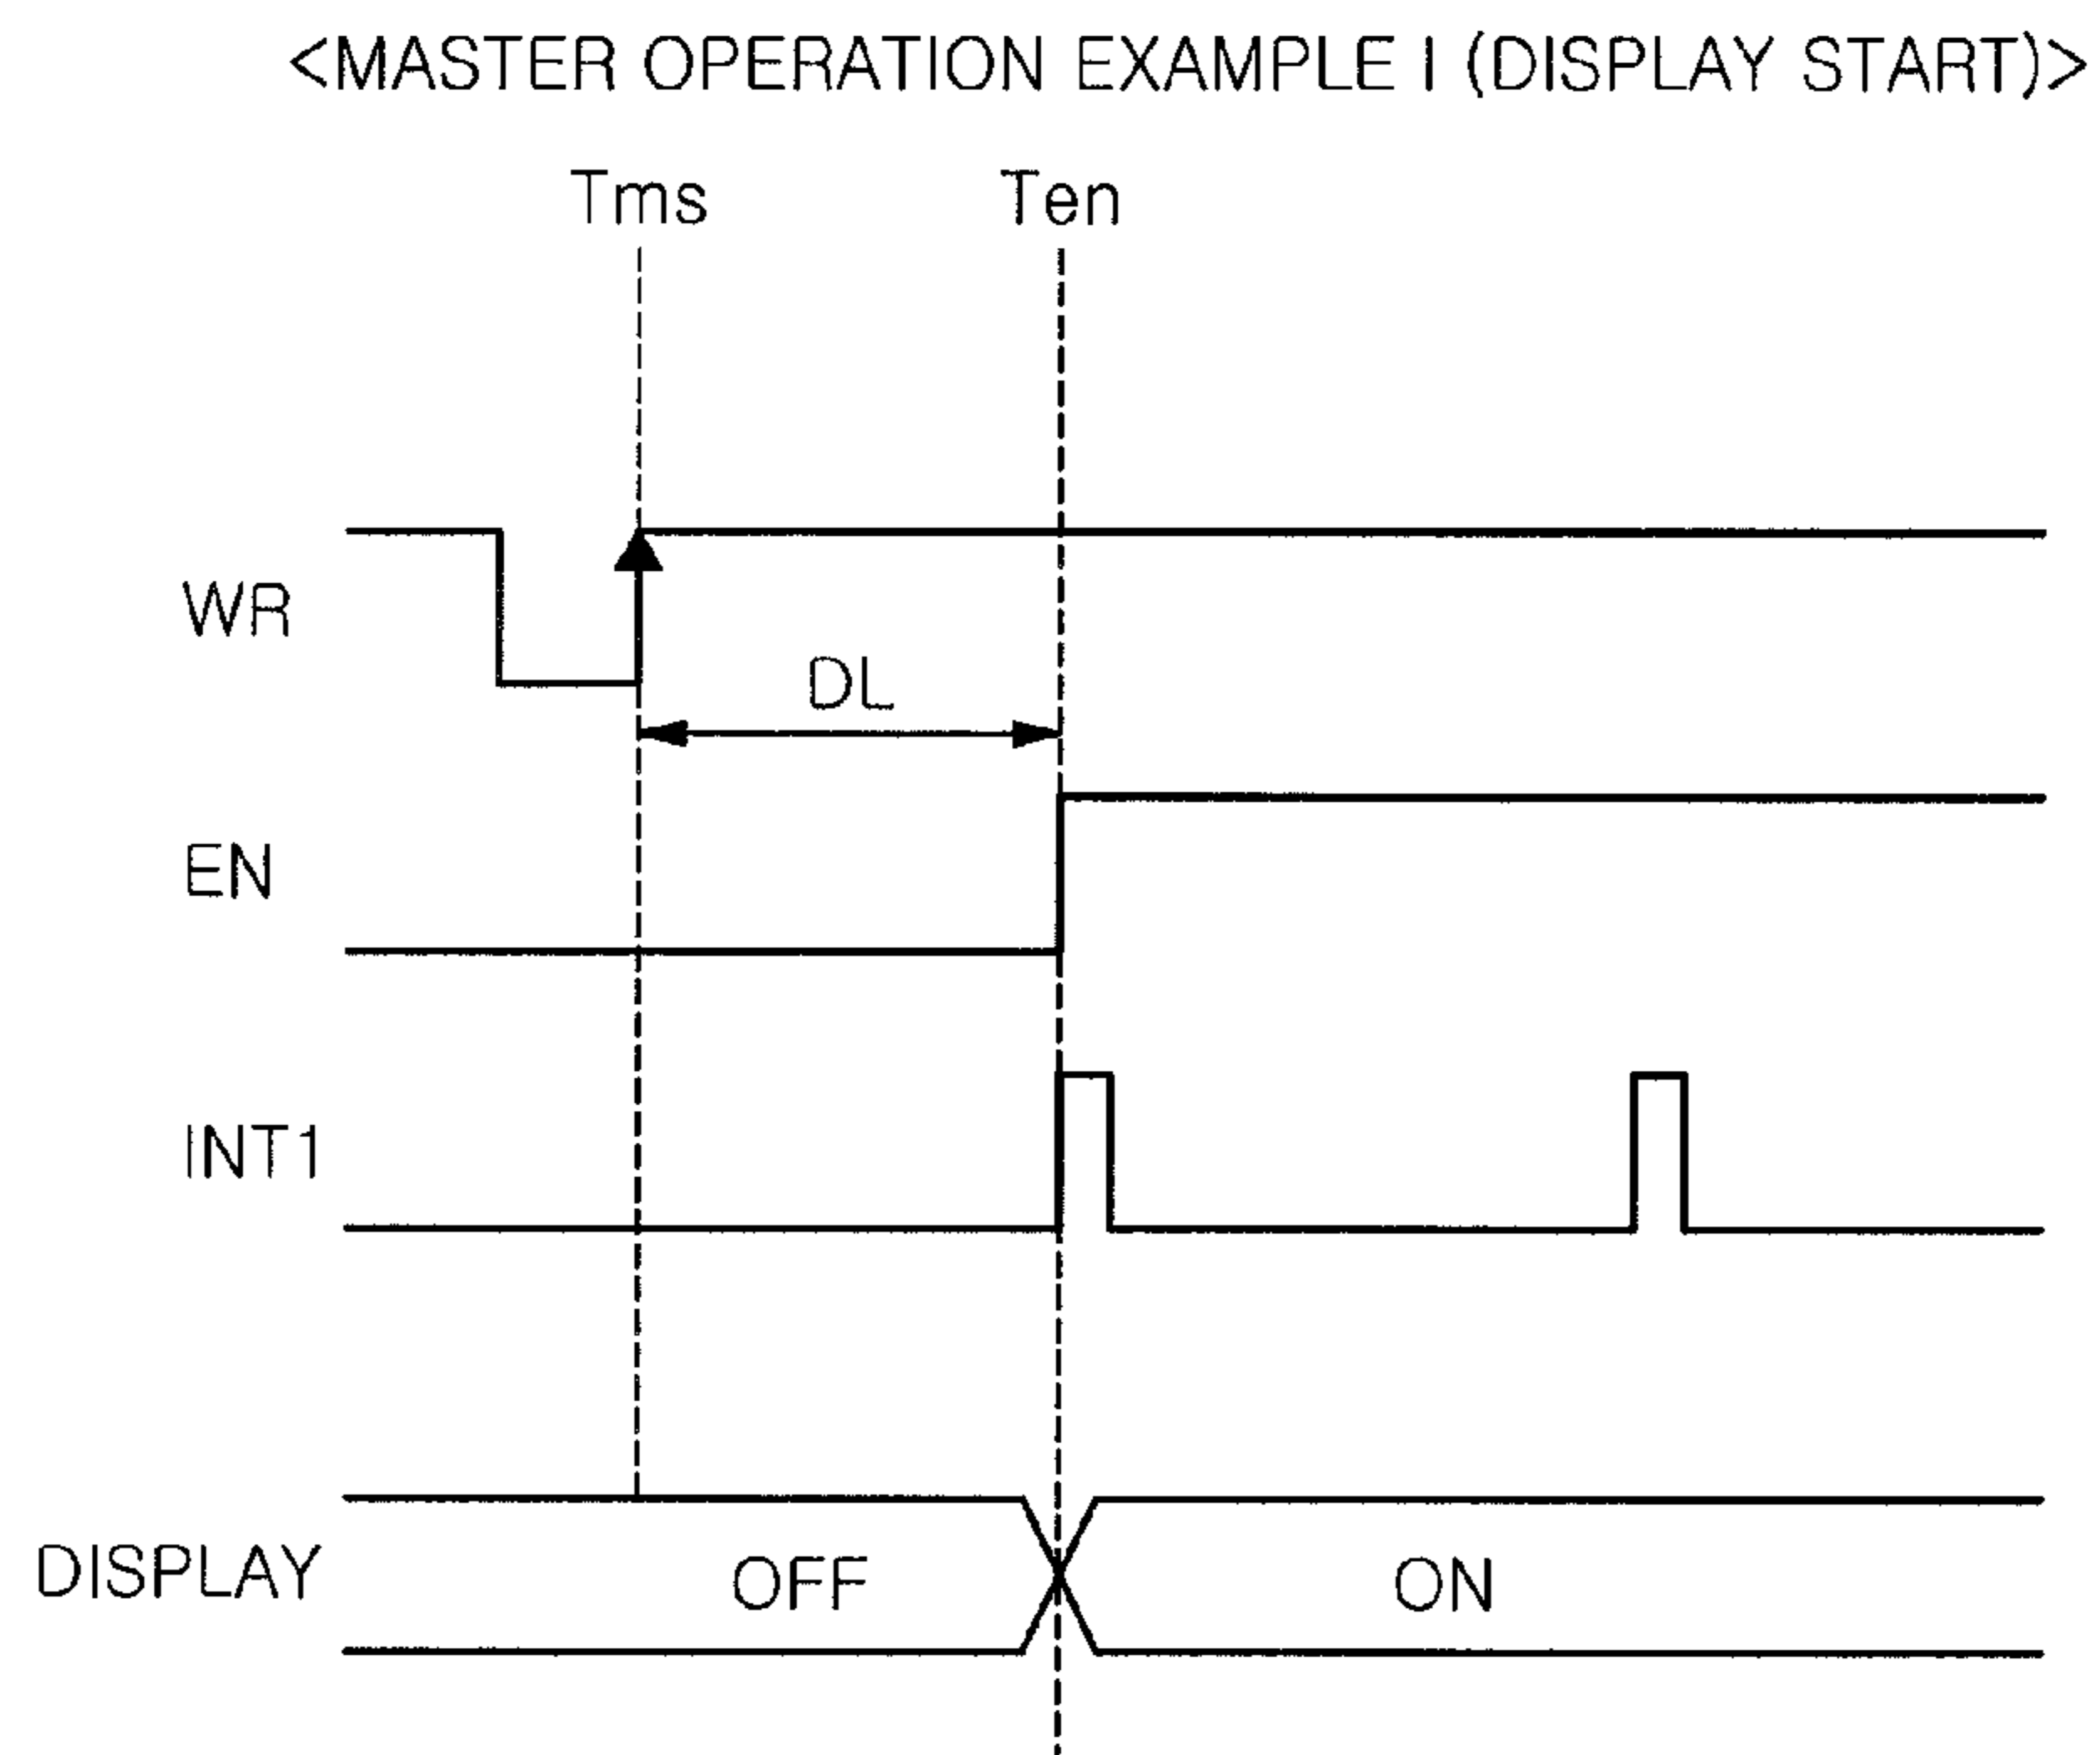 <MASTER OPERATION EXAMPLE I (DISPLAY START)>
Tms Ten
WR
DL
EN
INT1
DISPLAY OFF ON